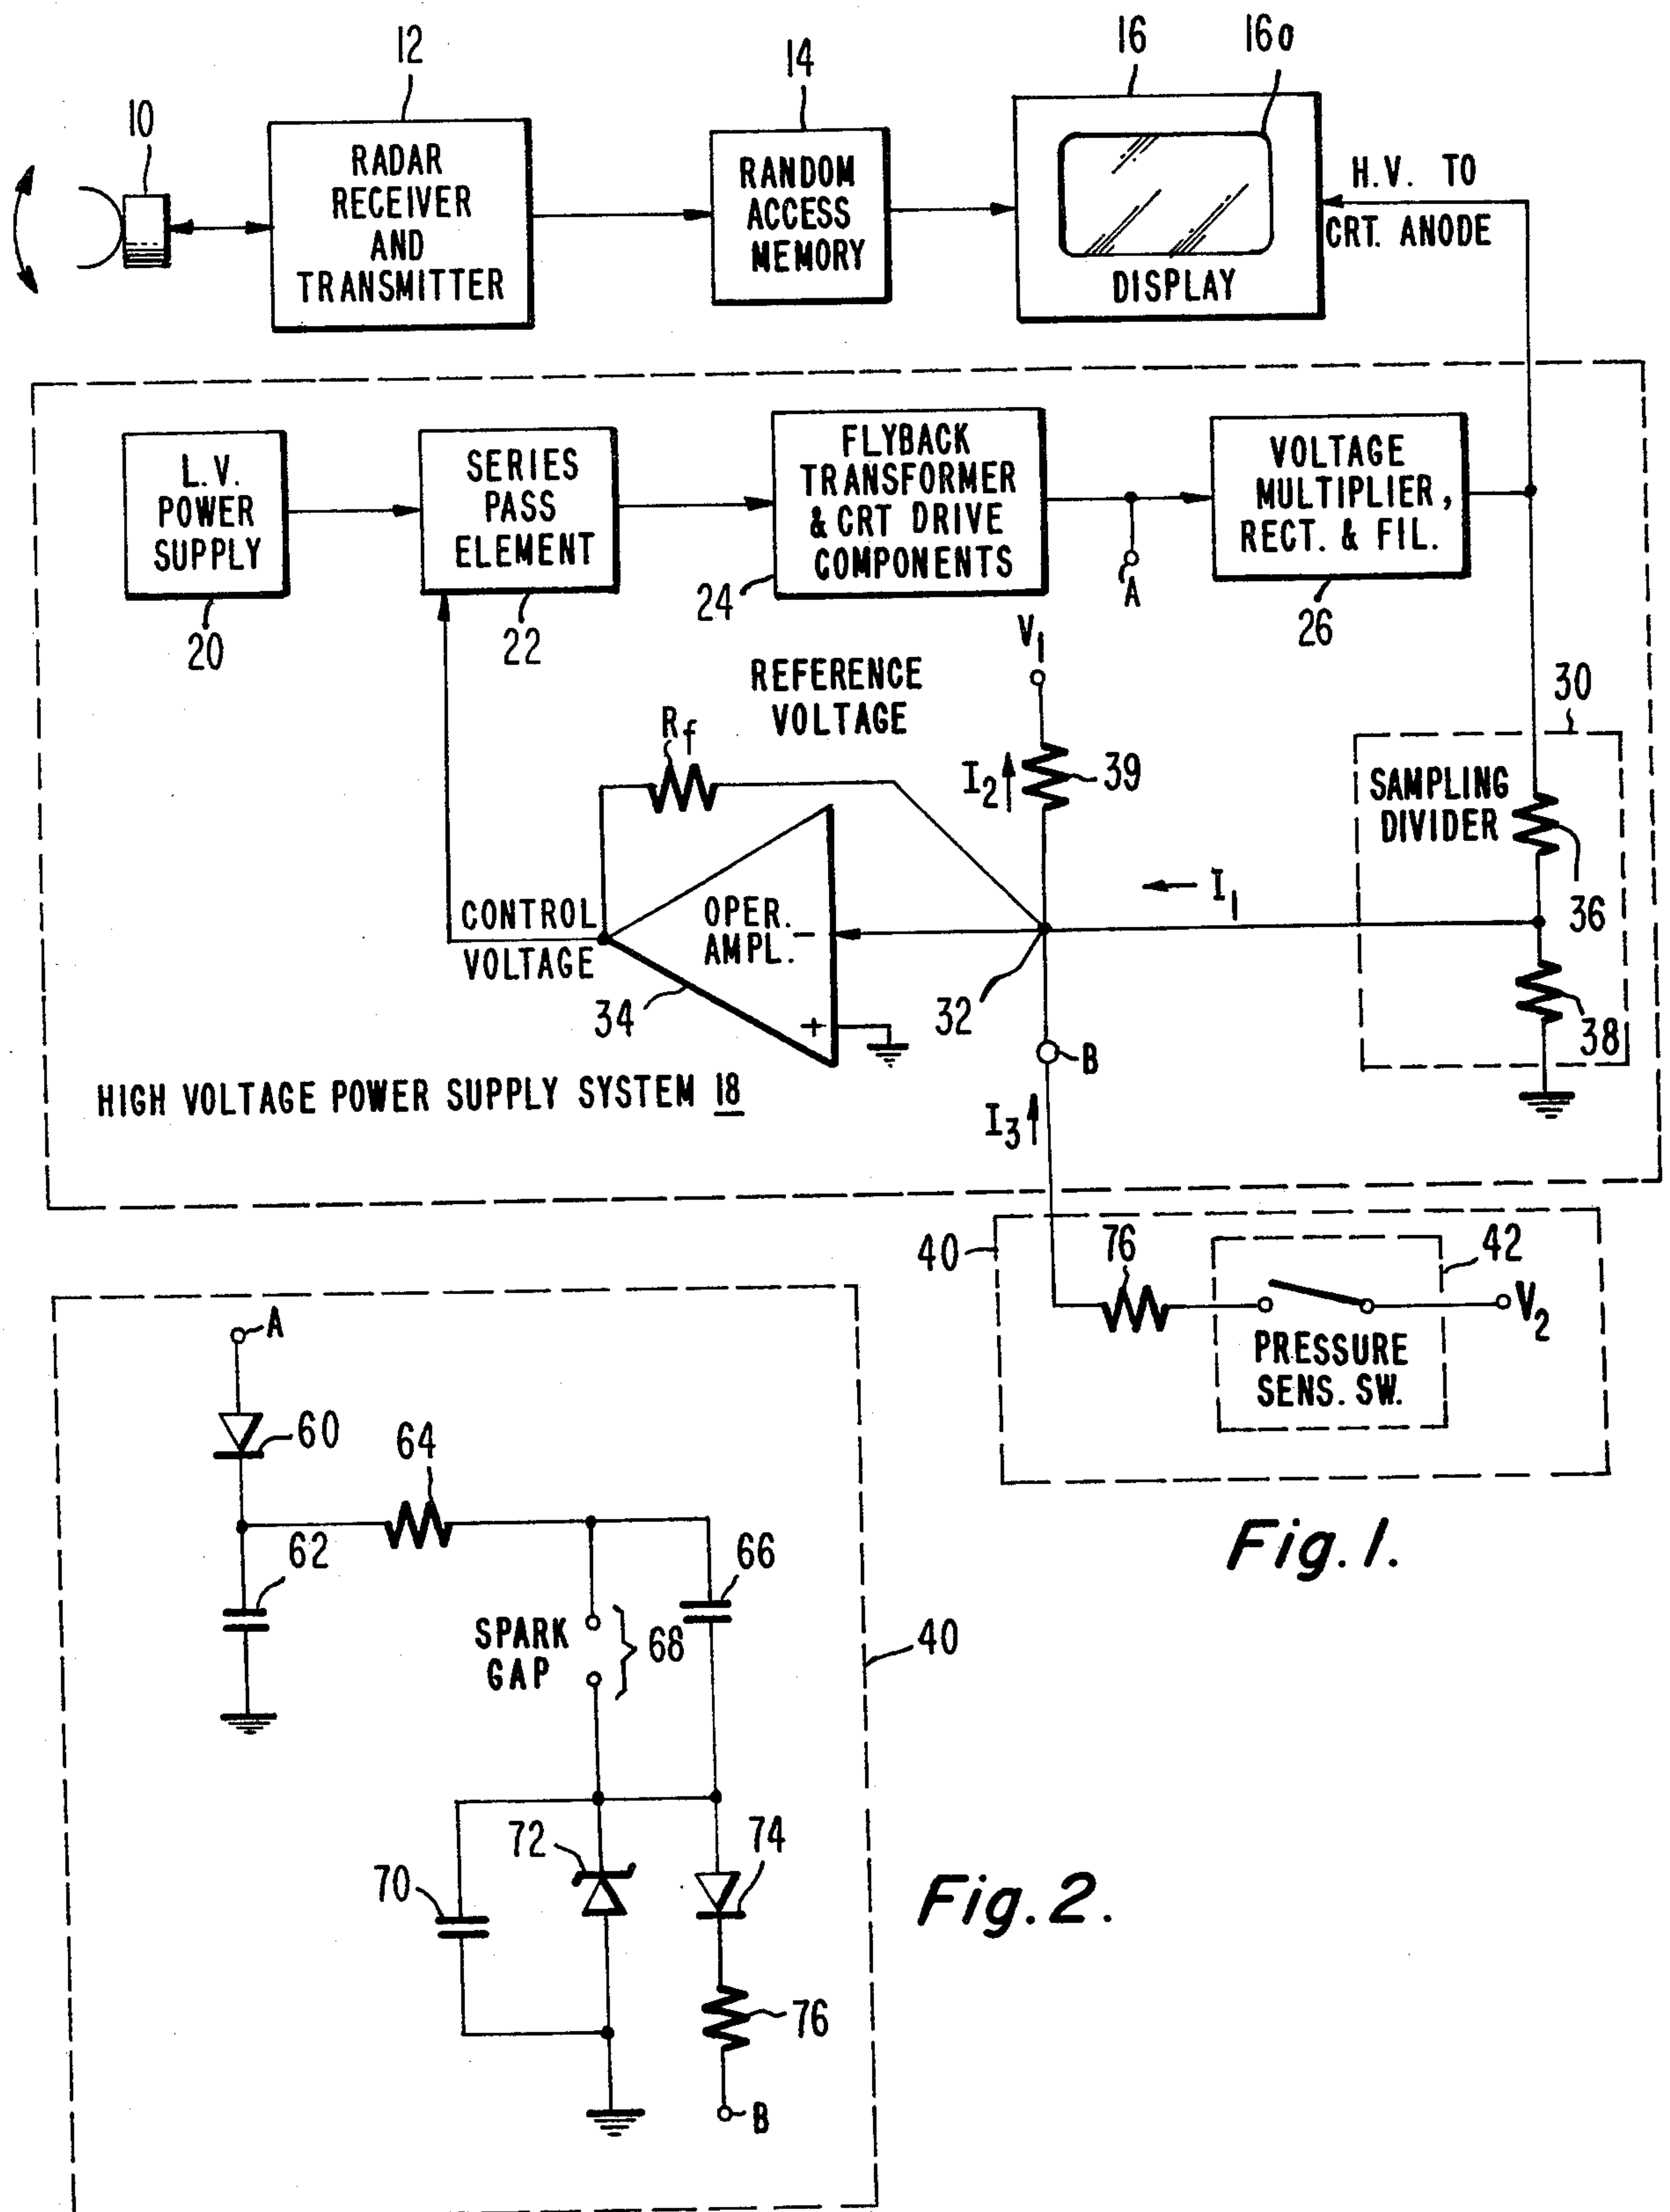 10
12
14
16
16a
RADAR
RECEIVER
AND
TRANSMITTER
RANDOM
ACCESS
MEMORY
DISPLAY
H.V. TO
CRT. ANODE
L.V.
POWER
SUPPLY
20
SERIES
PASS
ELEMENT
22
FLYBACK
TRANSFORMER
& CRT DRIVE
COMPONENTS
24
A
VOLTAGE
MULTIPLIER,
RECT. & FIL.
26
REFERENCE
VOLTAGE
V1
Rf
I2
39
30
SAMPLING
DIVIDER
36
38
I1
CONTROL
VOLTAGE
OPER.
AMPL.
−
+
34
32
B
I3
HIGH VOLTAGE POWER SUPPLY SYSTEM 18
40
76
42
V2
PRESSURE
SENS. SW.
Fig. 1.
A
60
64
62
66
SPARK
GAP
68
40
72
74
70
76
B
Fig. 2.